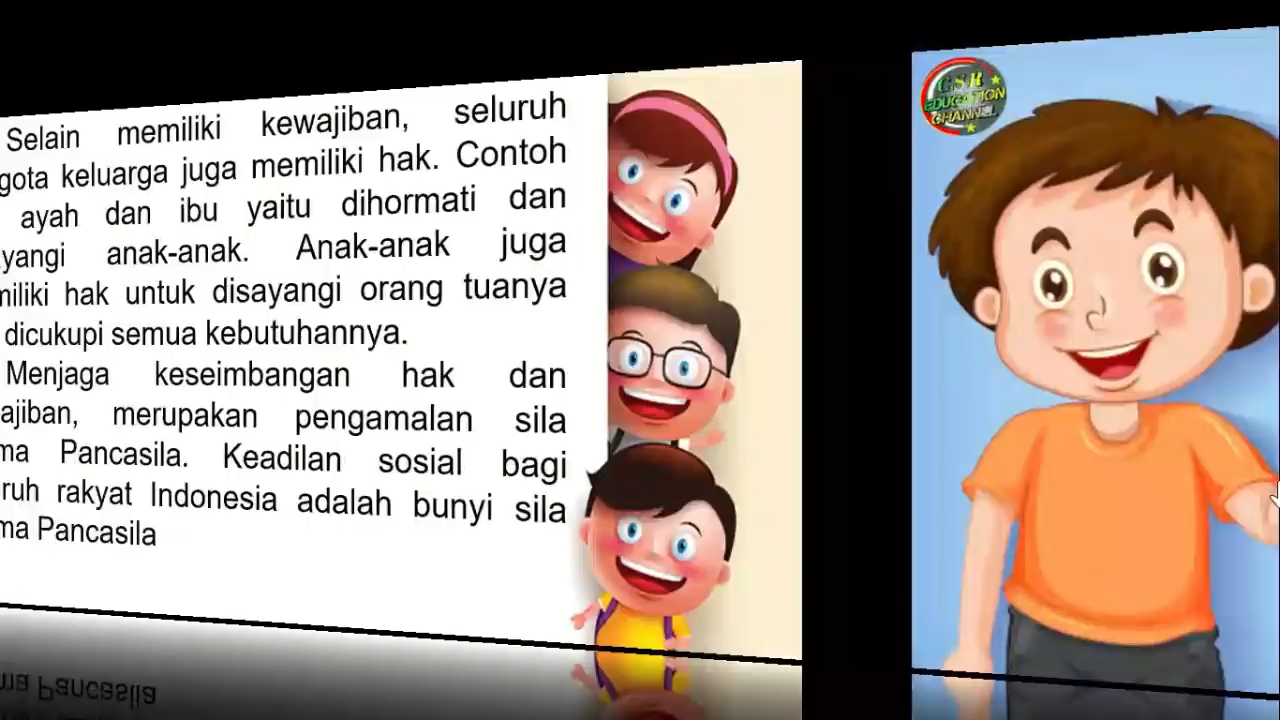 Selain memiliki kewajiban, seluruh
gota keluarga juga memiliki hak. Contoh
ayah dan ibu yaitu dihormati dan
yangi anak-anak. Anak-anak juga
miliki hak untuk disayangi orang tuanya
dicukupi semua kebutuhannya.
Menjaga keseimbangan hak dan
ajiban, merupakan pengamalan sila
ma Pancasila. Keadilan sosial bagi
ruh rakyat Indonesia adalah bunyi sila
ma Pancasila
GSR
EDUCATION
CHANNEL